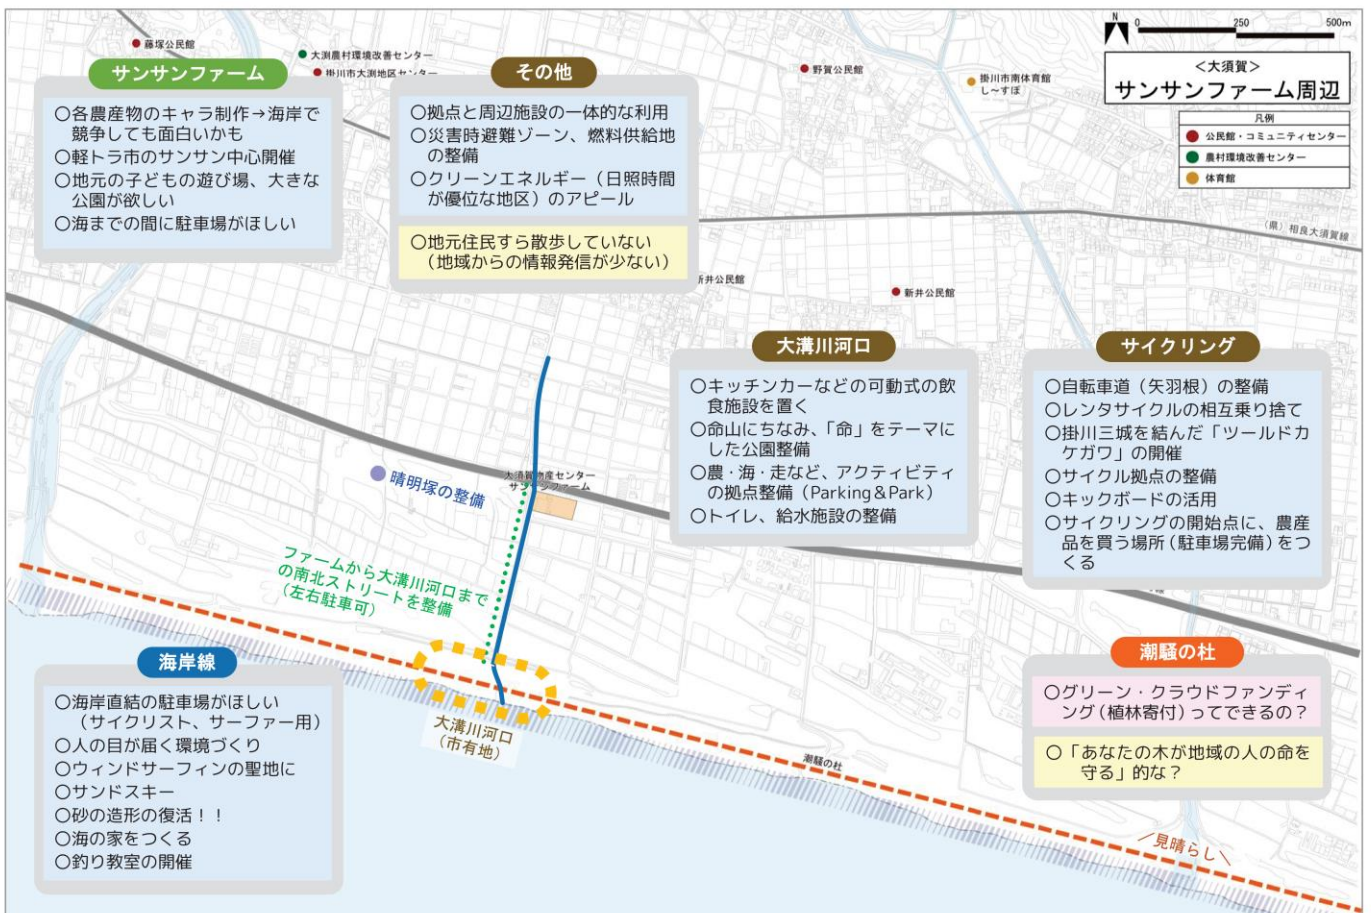 N
0
250
500m
<大須賀>
サンサンファーム周辺
凡例
公民館・コミュニティセンター
農村環境改善センター
体育館
藤塚公民館
大渕農村環境改善センター
掛川市大渕地区センター
野賀公民館
掛川市南体育館
し〜すぽ
サンサンファーム
○各農産物のキャラ制作→海岸で
競争しても面白いかも
○軽トラ市のサンサン中心開催
○地元の子どもの遊び場、大きな
公園が欲しい
○海までの間に駐車場がほしい
その他
○拠点と周辺施設の一体的な利用
○災害時避難ゾーン、燃料供給地
の整備
○クリーンエネルギー（日照時間
が優位な地区）のアピール
○地元住民すら散歩していない
（地域からの情報発信が少ない）
（県）相良大須賀線
新井公民館
新井公民館
大溝川河口
○キッチンカーなどの可動式の飲
食施設を置く
○命山にちなみ、「命」をテーマに
した公園整備
○農・海・走など、アクティビティ
の拠点整備（Parking＆Park）
○トイレ、給水施設の整備
サイクリング
○自転車道（矢羽根）の整備
○レンタサイクルの相互乗り捨て
○掛川三城を結んだ「ツールドカ
ケガワ」の開催
○サイクル拠点の整備
○キックボードの活用
○サイクリングの開始点に、農産
品を買う場所（駐車場完備）をつ
くる
大須賀物産センター
サンサンファーム
晴明塚の整備
ファームから大溝川河口まで
の南北ストリートを整備
（左右駐車可）
海岸線
○海岸直結の駐車場がほしい
（サイクリスト、サーファー用）
○人の目が届く環境づくり
○ウィンドサーフィンの聖地に
○サンドスキー
○砂の造形の復活！！
○海の家をつくる
○釣り教室の開催
大溝川河口
（市有地）
潮騒の杜
○グリーン・クラウドファンディ
ング（植林寄付）ってできるの？
○「あなたの木が地域の人の命を
守る」的な？
潮騒の杜
／見晴らし＼